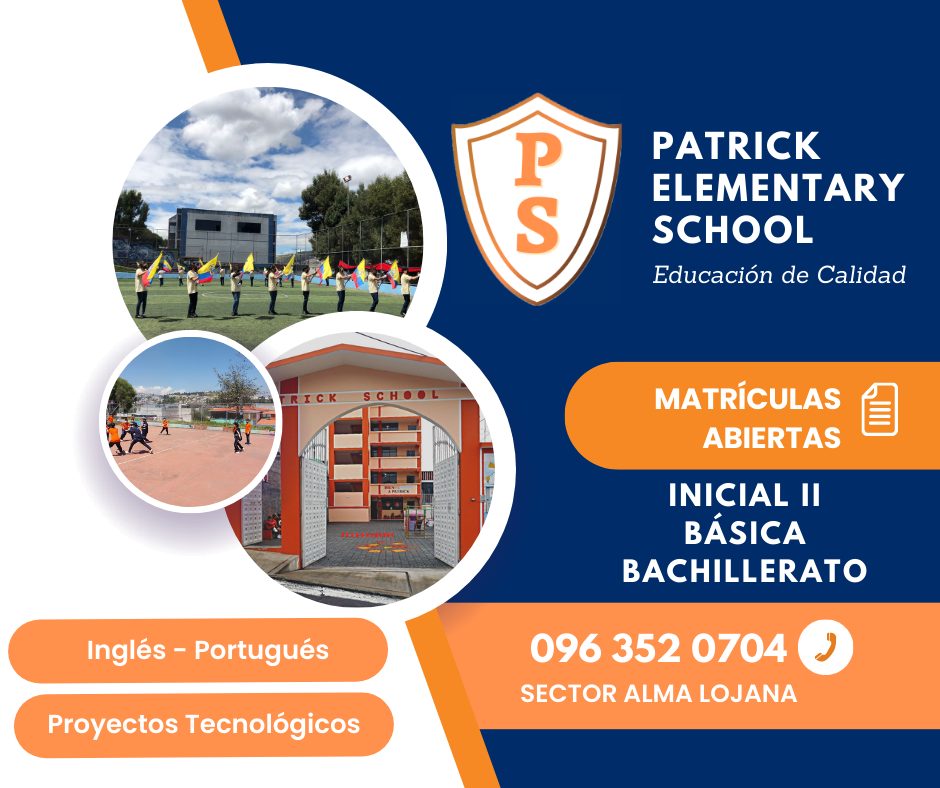 PS
PATRICK
ELEMENTARY
SCHOOL
Educación de Calidad
TRICK SCHOOL
A PATRICK
MATRÍCULAS
ABIERTAS
INICIAL II
BÁSICA
BACHILLERATO
Inglés - Portugués
Proyectos Tecnológicos
096 352 0704
SECTOR ALMA LOJANA